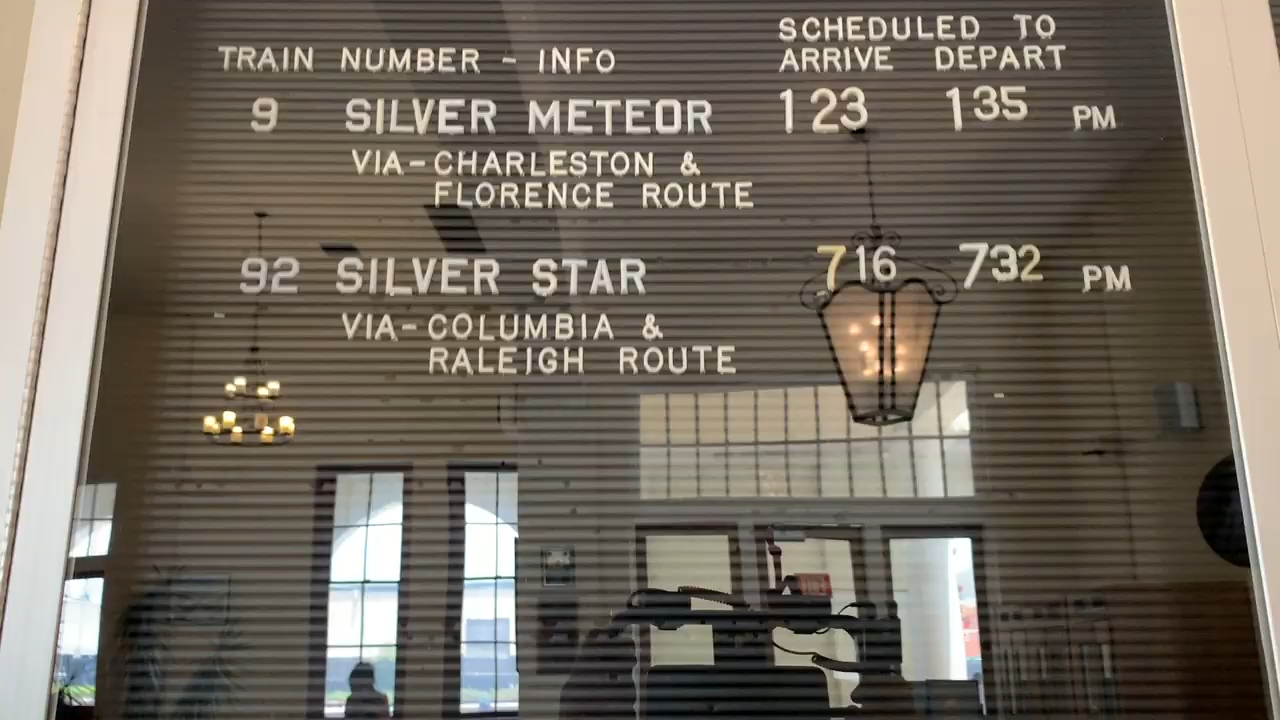 SCHEDULED TO
TRAIN NUMBER - INFO ARRIVE DEPART
9 SILVER METEOR 123 135 PM
VIA-CHARLESTON &
FLORENCE ROUTE
92 SILVER STAR 716 732 PM
VIA-COLUMBIA &
RALEIGH ROUTE